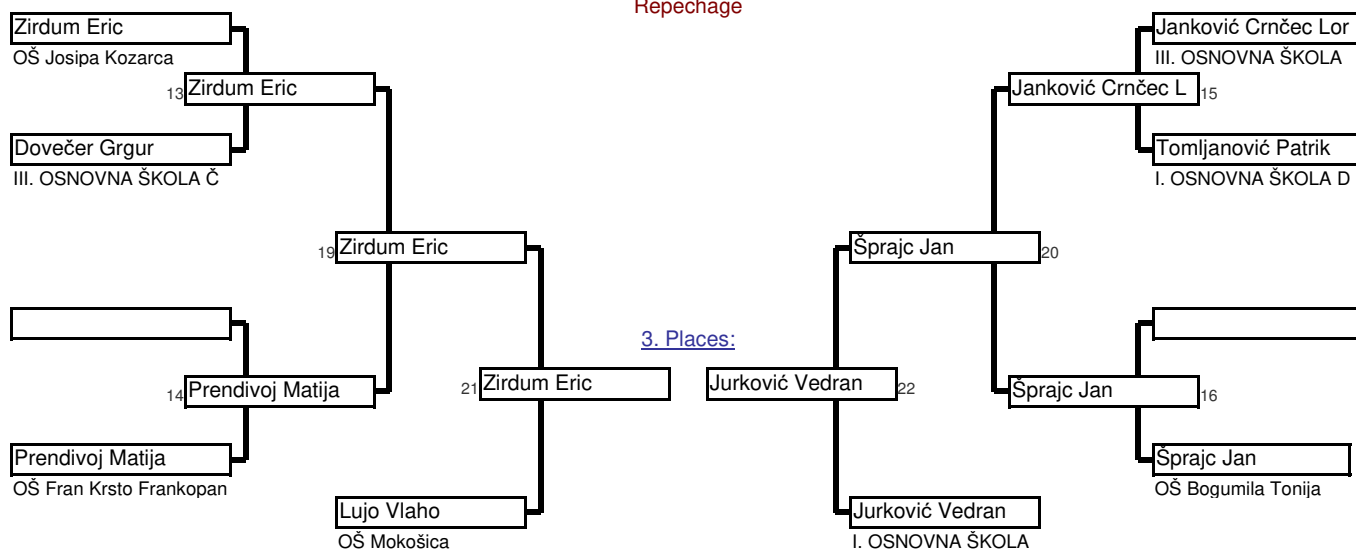 Repechage
Zirdum Eric
OŠ Josipa Kozarca
13 Zirdum Eric
Dovečer Grgur
III. OSNOVNA ŠKOLA Č
19 Zirdum Eric
14 Prendivoj Matija
Prendivoj Matija
OŠ Fran Krsto Frankopan
21 Zirdum Eric
Lujo Vlaho
OŠ Mokošica
3. Places:
Janković Crnčec Lor
III. OSNOVNA ŠKOLA
Janković Crnčec L 15
Tomljanović Patrik
I. OSNOVNA ŠKOLA D
Šprajc Jan 20
Jurković Vedran 22
Šprajc Jan 16
Šprajc Jan
OŠ Bogumila Tonija
Jurković Vedran
I. OSNOVNA ŠKOLA